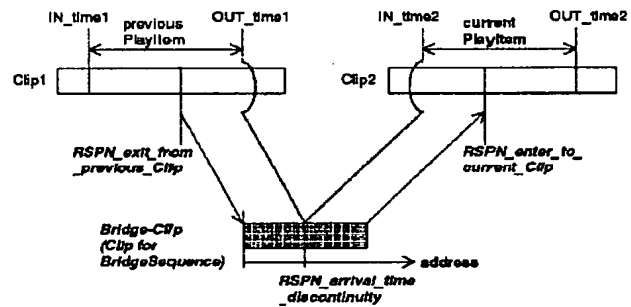 IN_time1
previous
PlayItem
OUT_time1
IN_time2
current
PlayItem
OUT_time2
Clip1
Clip2
RSPN_exit_from
_previous_Clip
RSPN_enter_to_
current_Clip
Bridge-Clip
(Clip for
BridgeSequence)
address
RSPN_arrival_time
_discontinuity